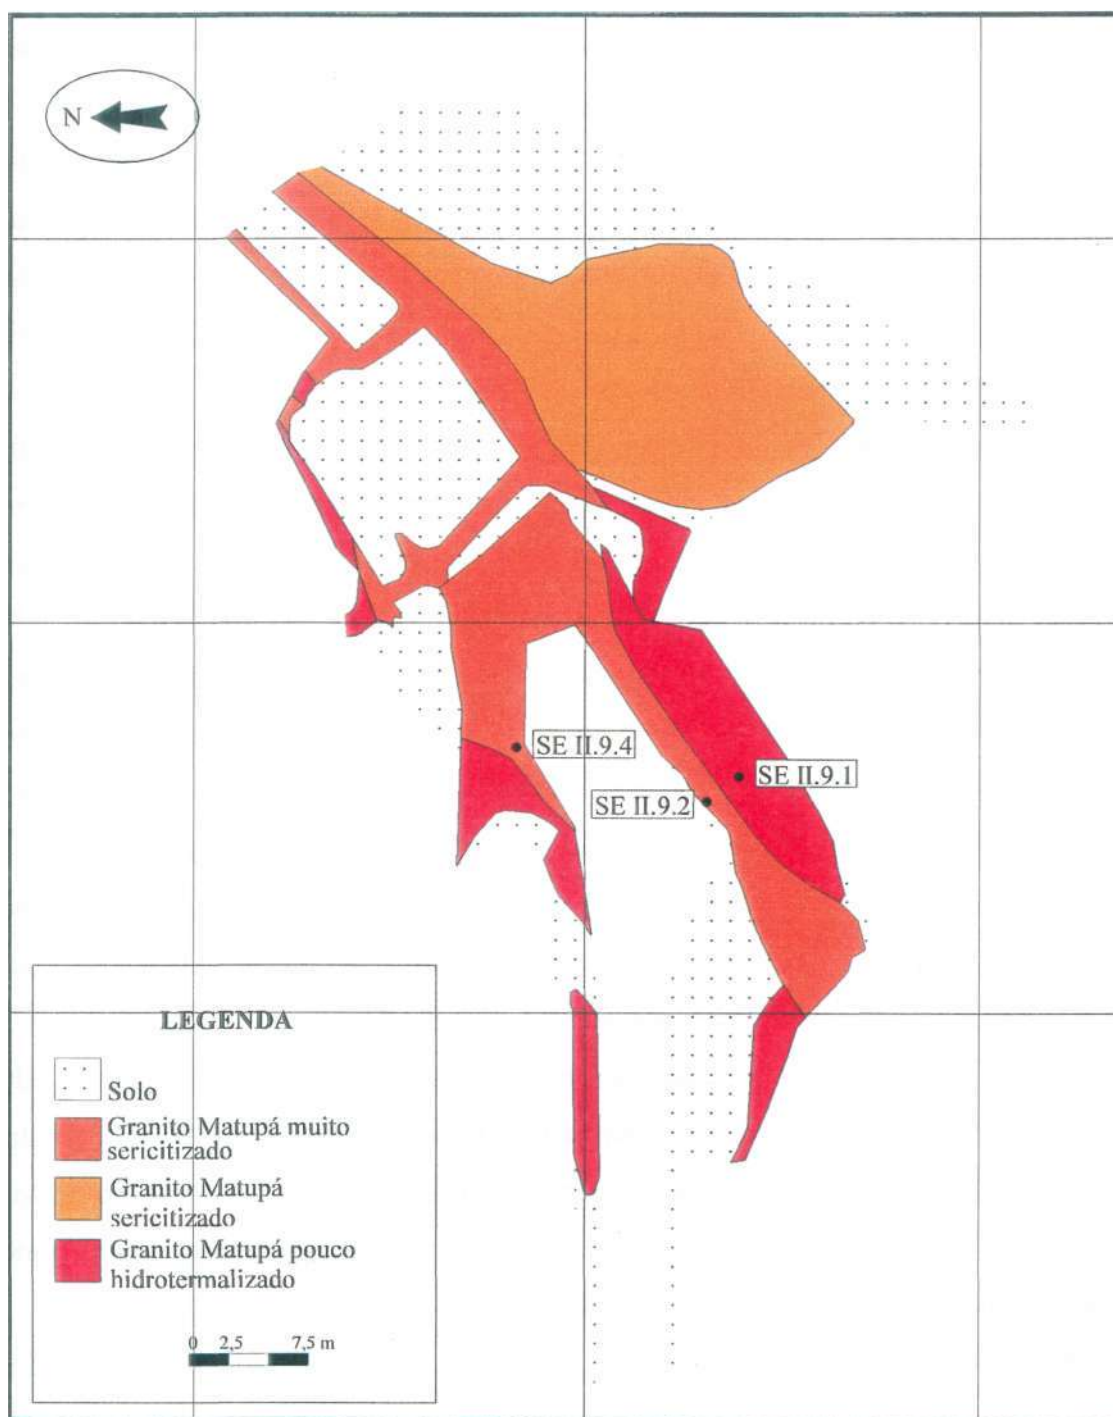 N
SE II.9.4
SE II.9.1
SE II.9.2
LEGENDA
Solo
Granito Matupá muito
sericitizado
Granito Matupá
sericitizado
Granito Matupá pouco
hidrotermalizado
0 2,5 7,5 m